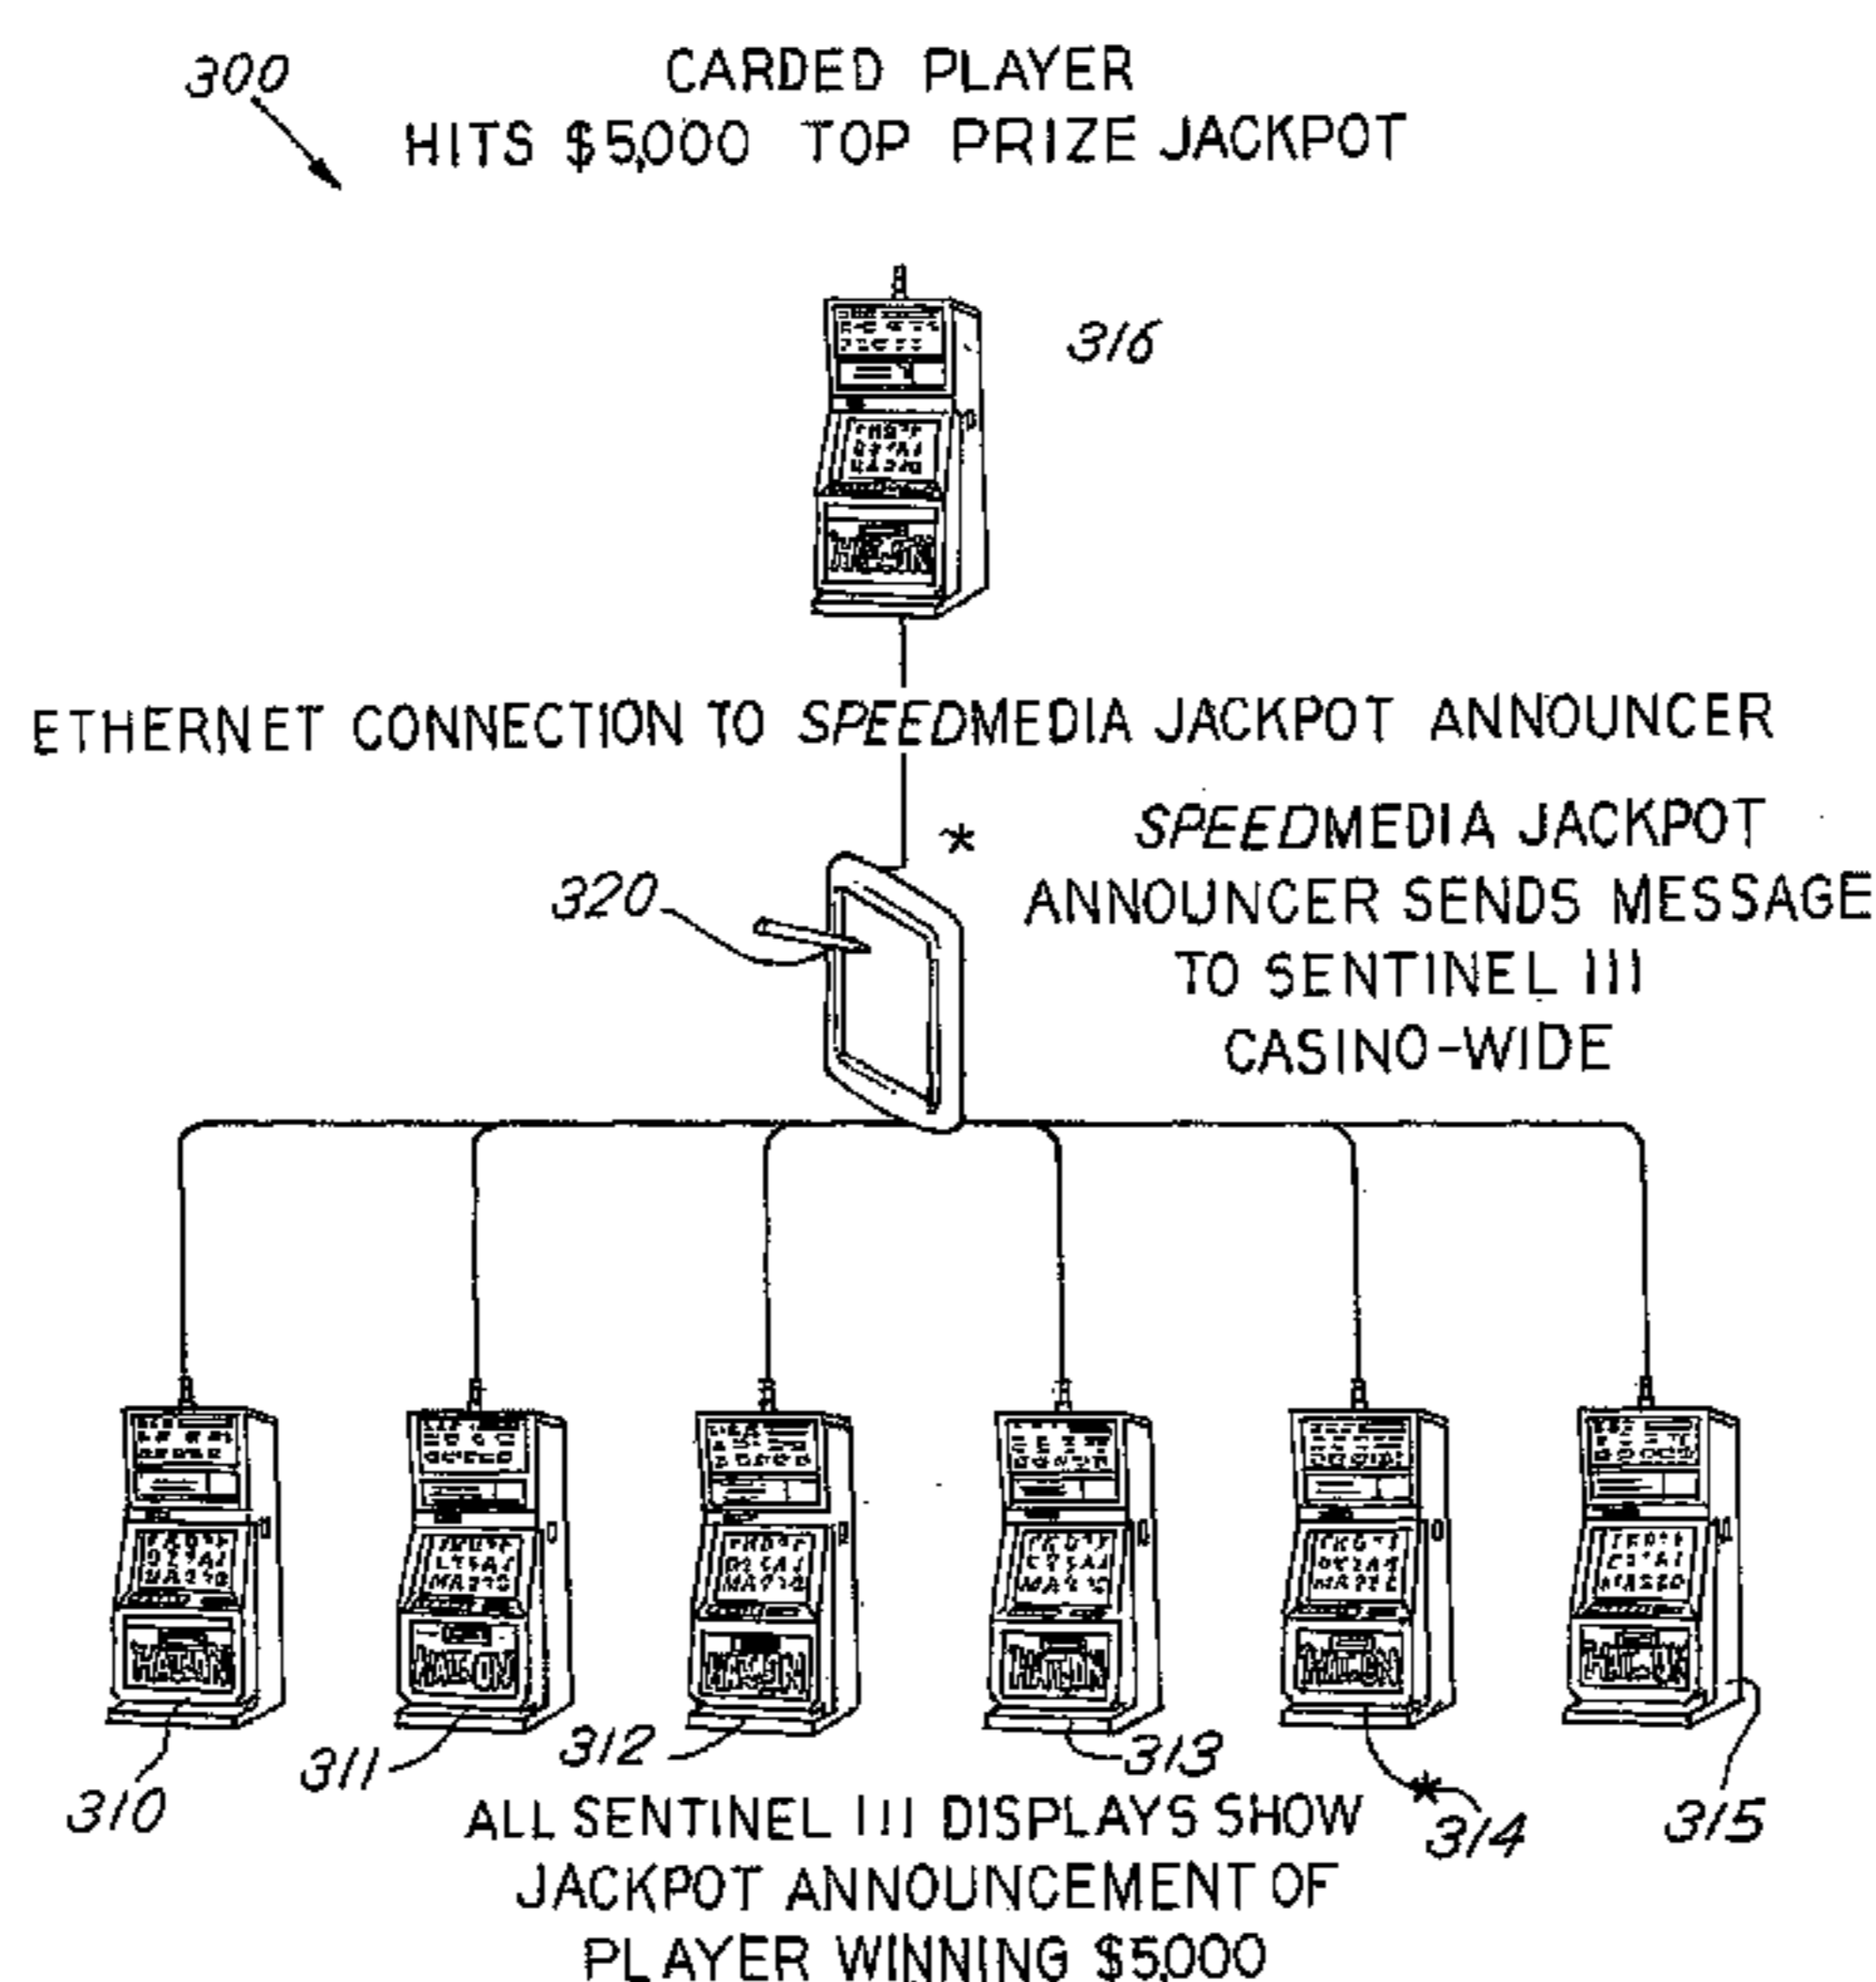 300
CARDED PLAYER
HITS $5,000 TOP PRIZE JACKPOT
316
ETHERNET CONNECTION TO SPEEDMEDIA JACKPOT ANNOUNCER
*
SPEEDMEDIA JACKPOT
ANNOUNCER SENDS MESSAGE
TO SENTINEL III
CASINO-WIDE
320
310
311
312
313
*
314
315
ALL SENTINEL III DISPLAYS SHOW
JACKPOT ANNOUNCEMENT OF
PLAYER WINNING $5,000